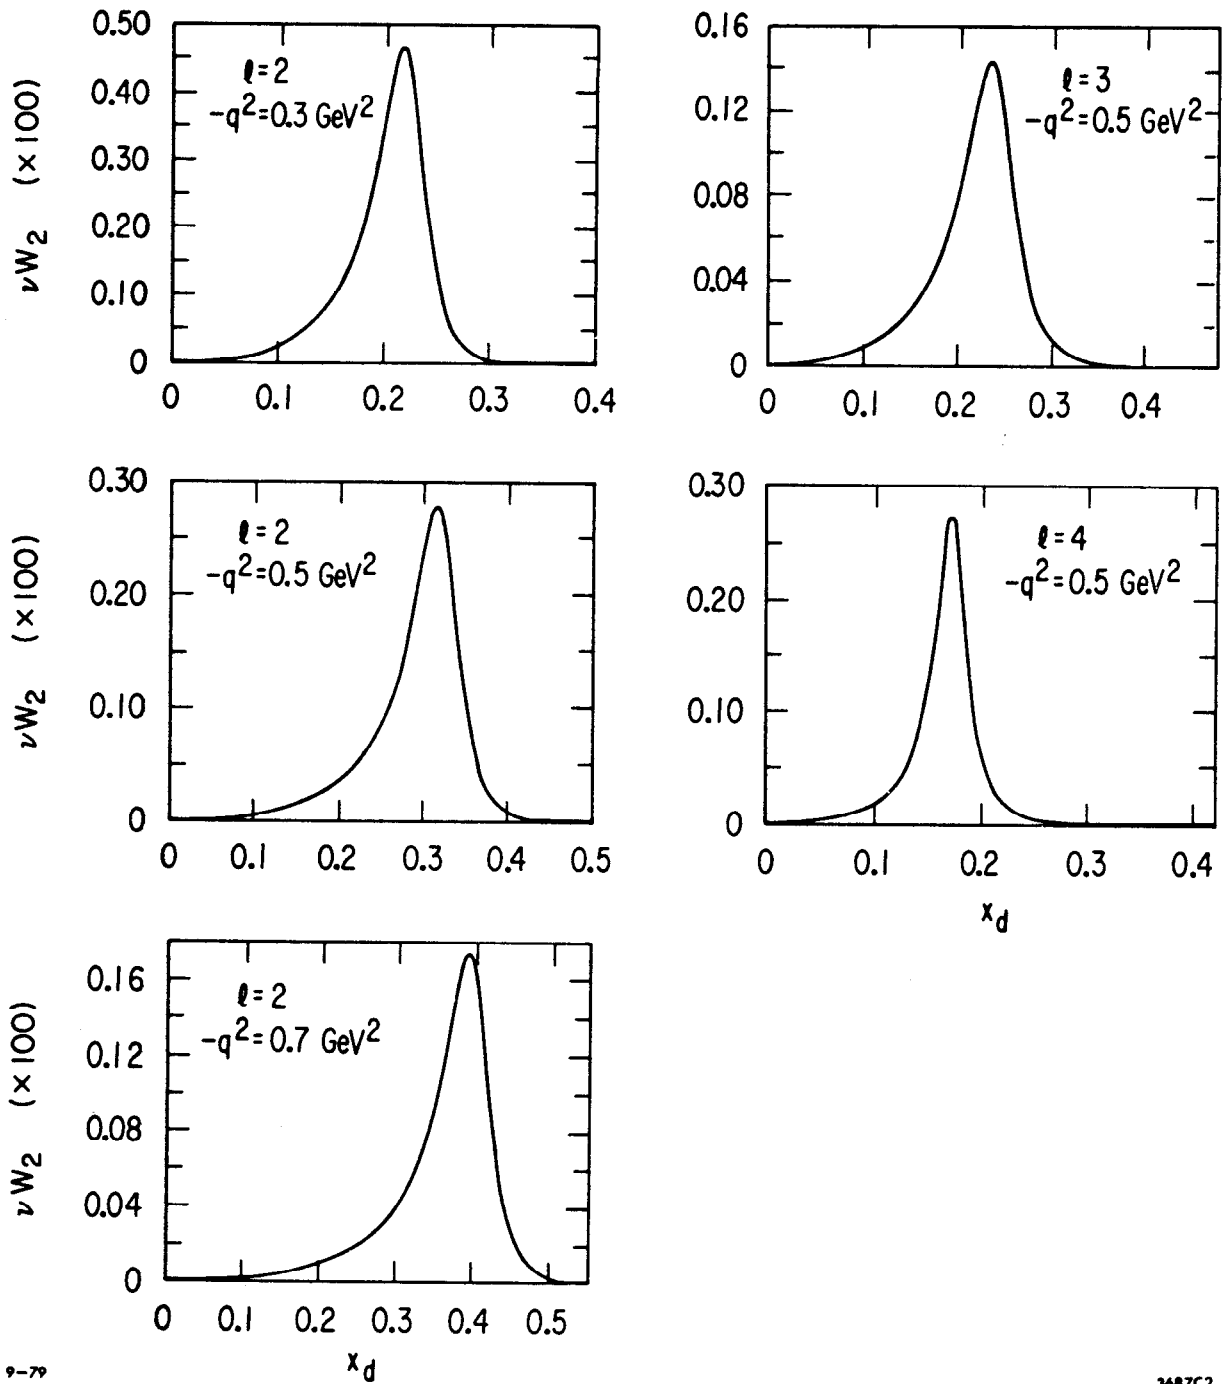 νW₂ (×100)
0.50
0.40
0.30
0.20
0.10
0
ℓ=2
-q²=0.3 GeV²
0 0.1 0.2 0.3 0.4
0.16
0.12
0.08
0.04
0
ℓ=3
-q²=0.5 GeV²
0 0.1 0.2 0.3 0.4
νW₂ (×100)
0.30
0.20
0.10
0
ℓ=2
-q²=0.5 GeV²
0 0.1 0.2 0.3 0.4 0.5
0.30
0.20
0.10
0
ℓ=4
-q²=0.5 GeV²
0 0.1 0.2 0.3 0.4
x_d
νW₂ (×100)
0.16
0.12
0.08
0.04
0
ℓ=2
-q²=0.7 GeV²
0 0.1 0.2 0.3 0.4 0.5
x_d
9-79
3687C2